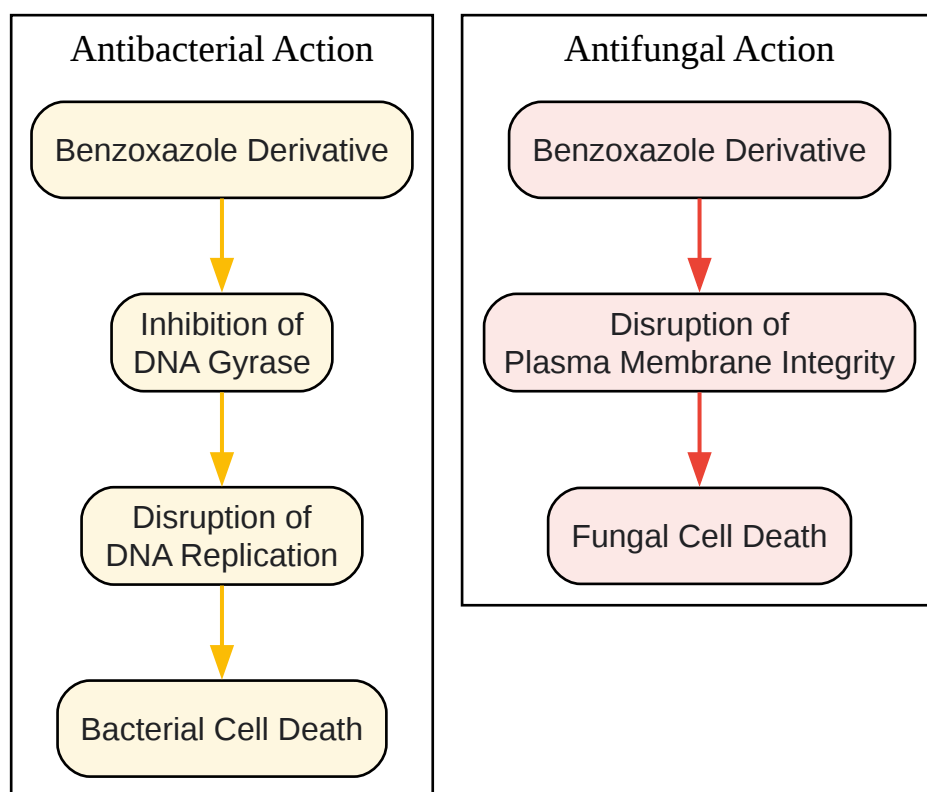 Antibacterial Action
Benzoxazole Derivative
Inhibition of
DNA Gyrase
Disruption of
DNA Replication
Bacterial Cell Death
Antifungal Action
Benzoxazole Derivative
Disruption of
Plasma Membrane Integrity
Fungal Cell Death